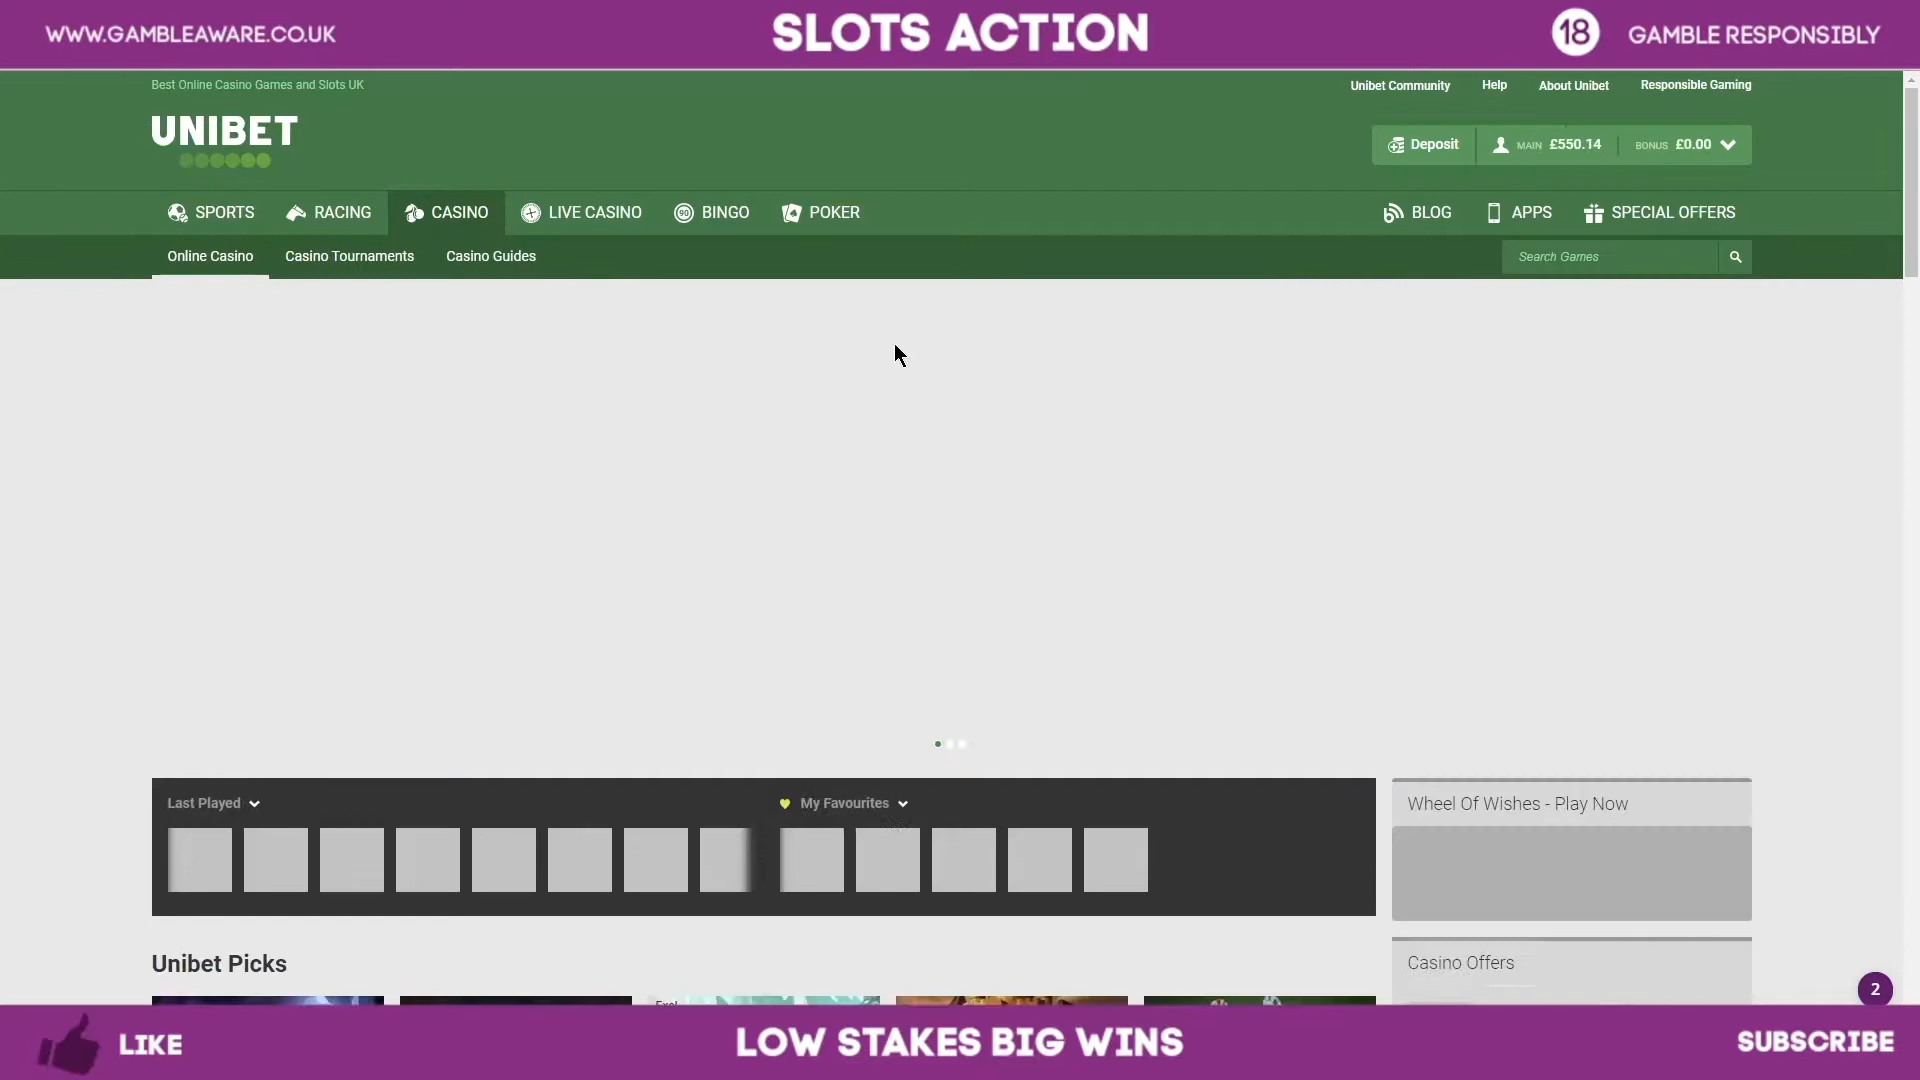 WWW.GAMBLEAWARE.CO.UK
SLOTS ACTION
18
GAMBLE RESPONSIBLY
Best Online Casino Games and Slots UK
Unibet Community
Help
About Unibet
Responsible Gaming
UNIBET
Deposit
MAIN £550.14
BONUS £0.00
SPORTS
RACING
CASINO
LIVE CASINO
90
BINGO
POKER
BLOG
APPS
SPECIAL OFFERS
Online Casino
Casino Tournaments
Casino Guides
Search Games
Last Played
My Favourites
Wheel Of Wishes - Play Now
Unibet Picks
Casino Offers
2
LIKE
LOW STAKES BIG WINS
SUBSCRIBE